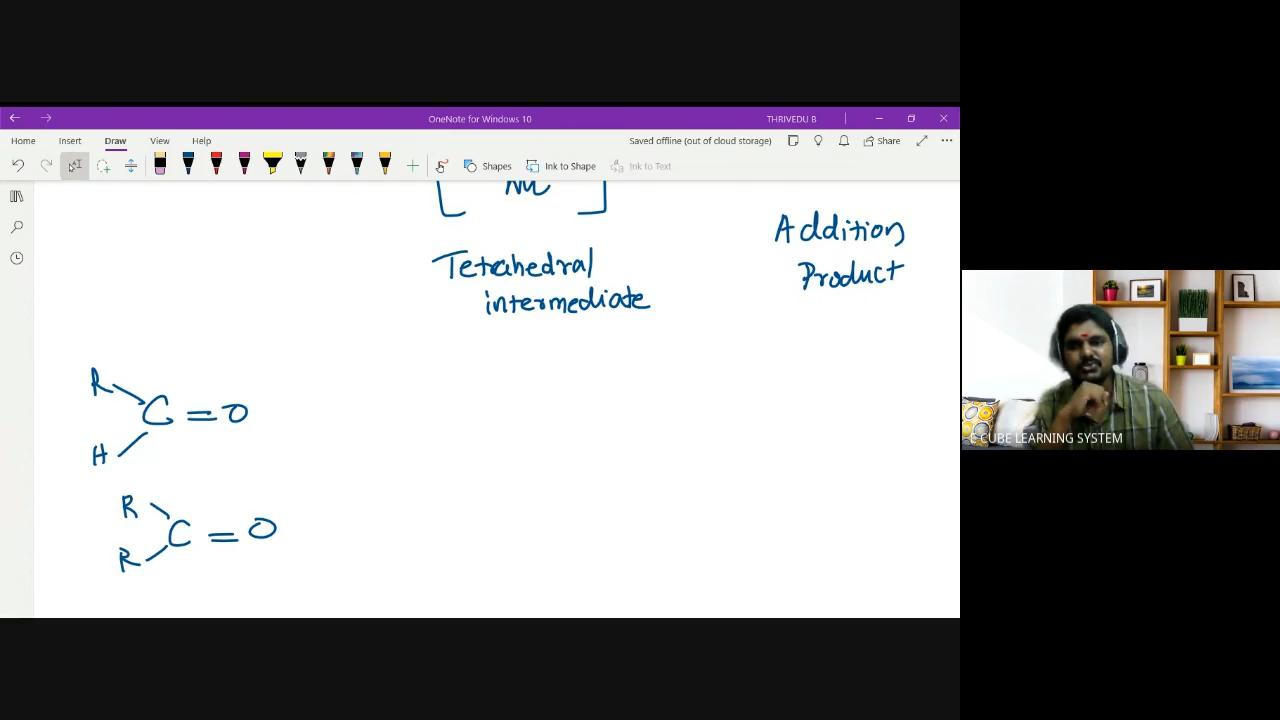 OneNote for Windows 10
THRIVEDU B
Home Insert Draw View Help
Saved offline (out of cloud storage)
Share
Shapes
Ink to Shape
Ink to Text
Nu
Addition
Product
Tetrahedral
intermediate
R
C = O
H
R
C = O
R
C CUBE LEARNING SYSTEM